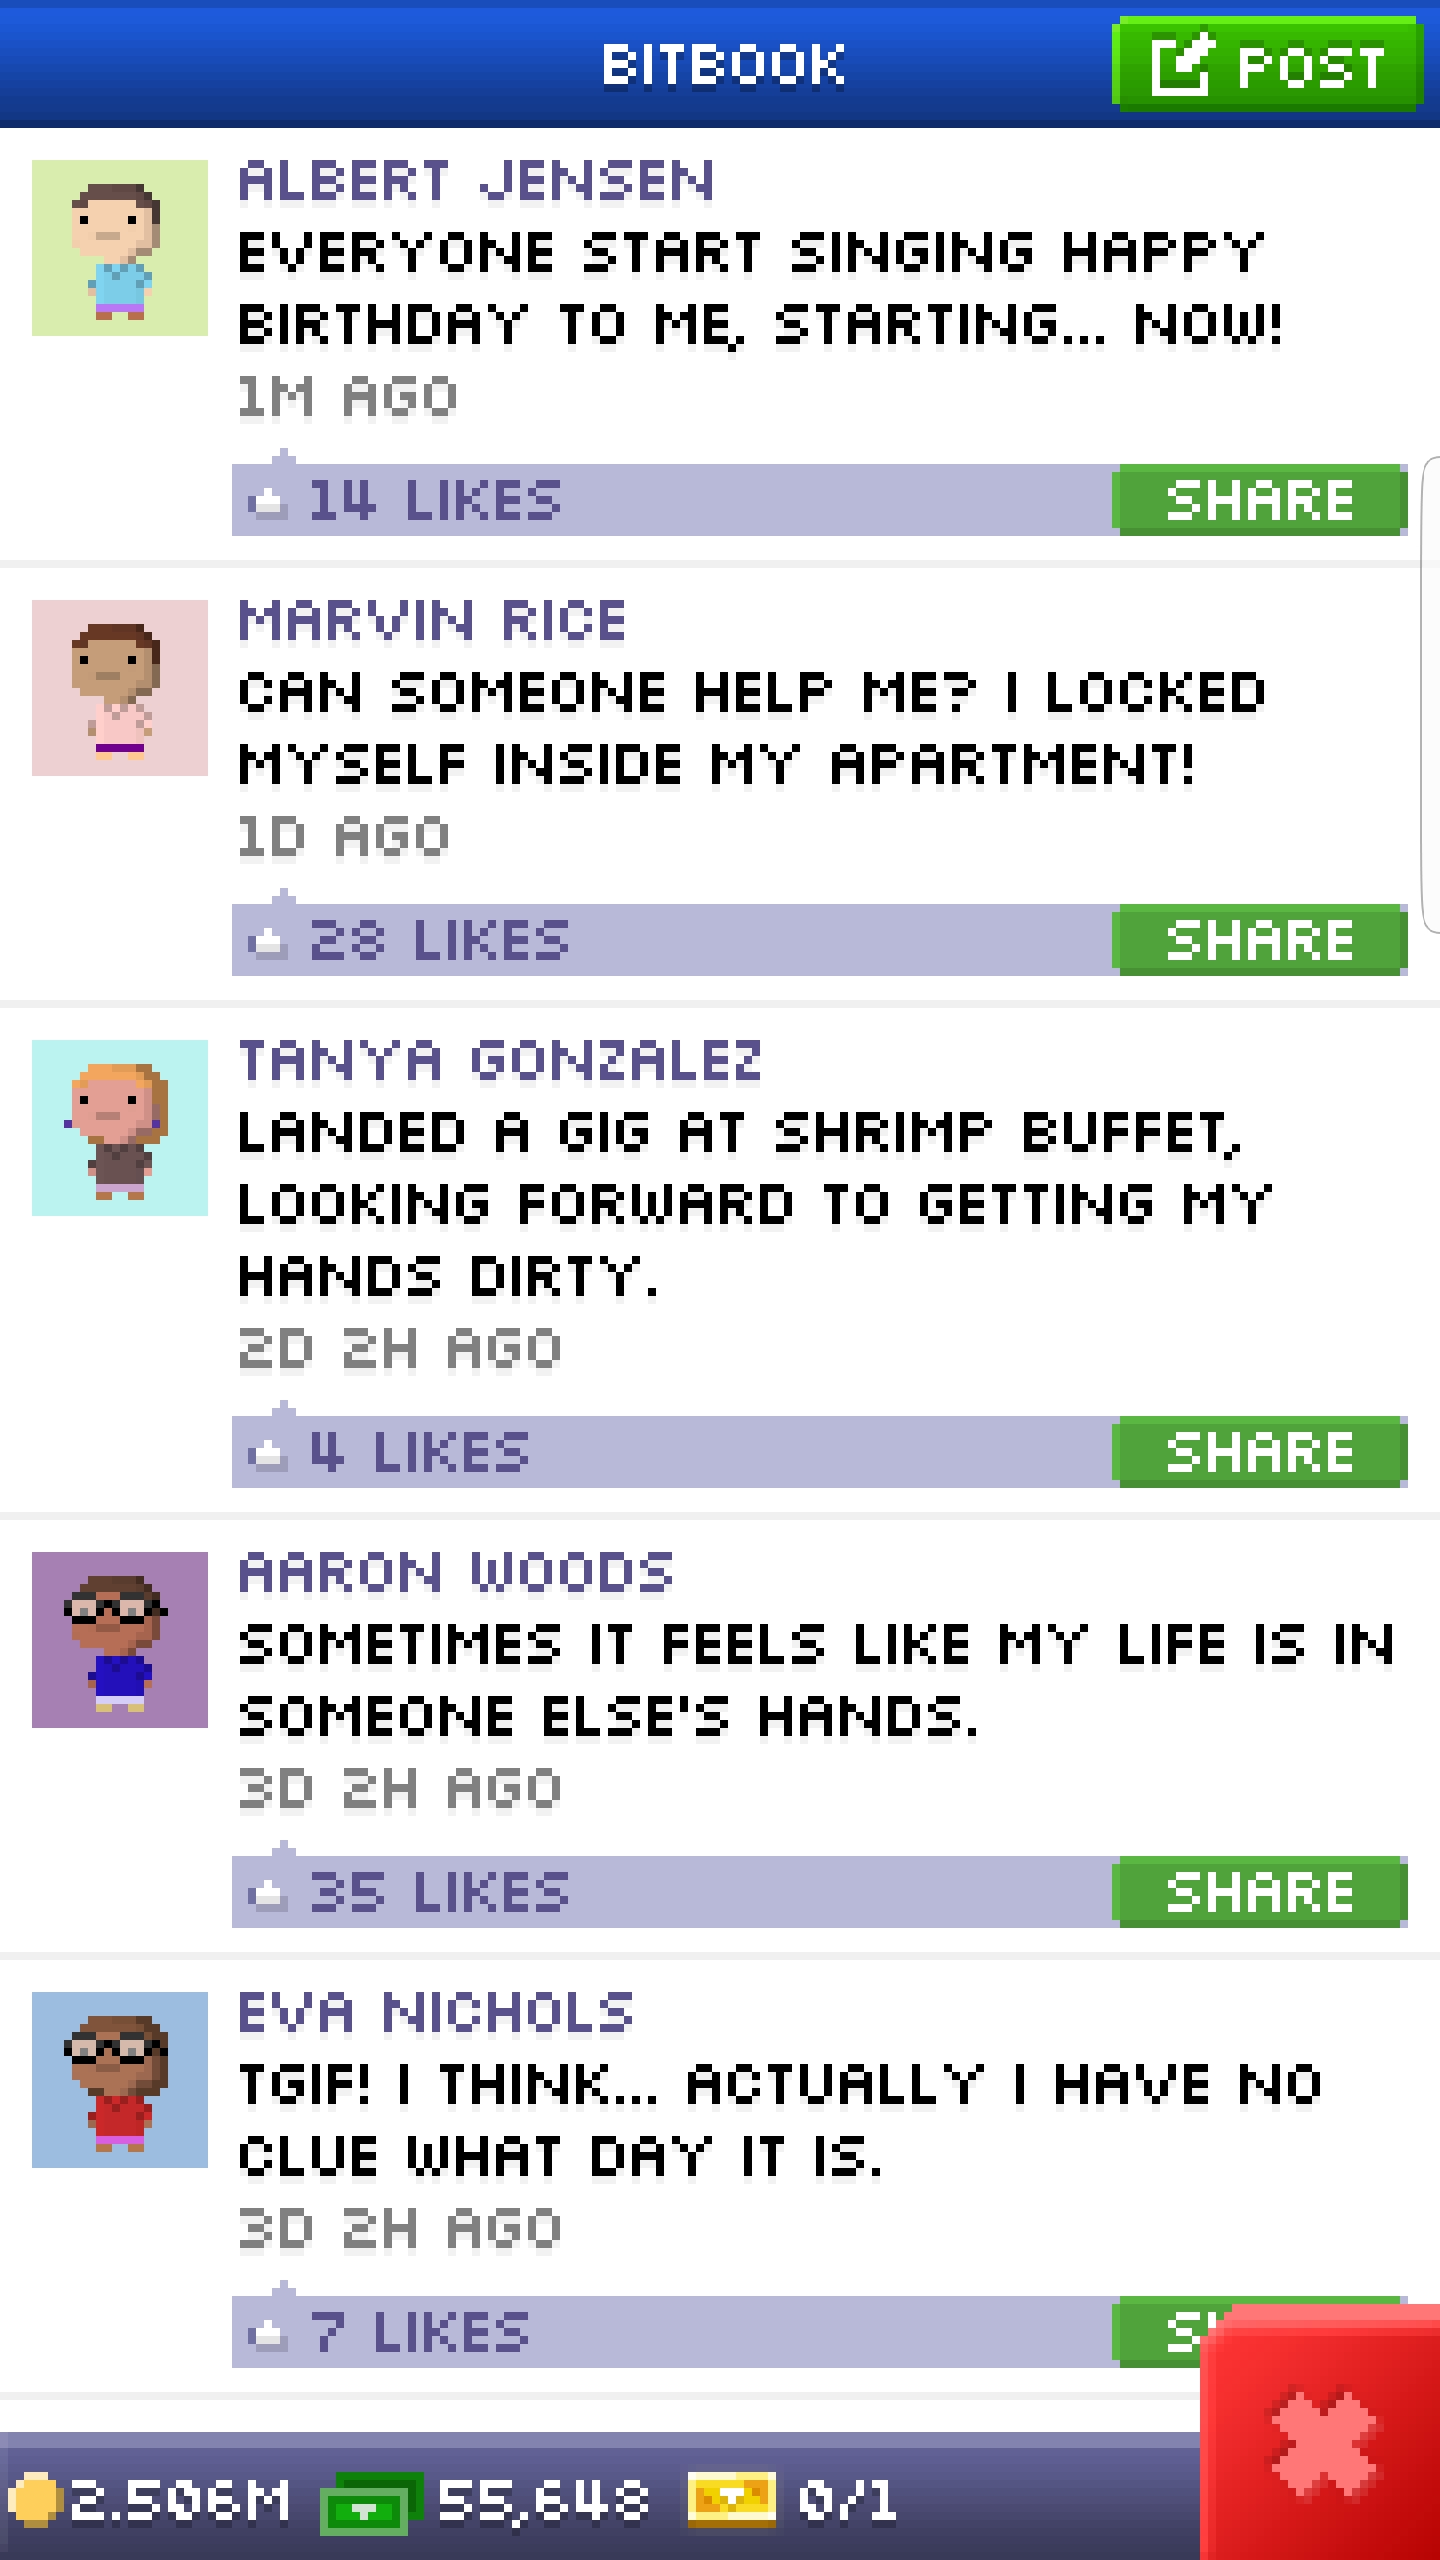 BITBOOK
POST
ALBERT JENSEN
EVERYONE START SINGING HAPPY
BIRTHDAY TO ME, STARTING... NOW!
1M AGO
14 LIKES
SHARE
MARVIN RICE
CAN SOMEONE HELP ME? I LOCKED
MYSELF INSIDE MY APARTMENT!
1D AGO
28 LIKES
SHARE
TANYA GONZALEZ
LANDED A GIG AT SHRIMP BUFFET,
LOOKING FORWARD TO GETTING MY
HANDS DIRTY.
2D 2H AGO
4 LIKES
SHARE
AARON WOODS
SOMETIMES IT FEELS LIKE MY LIFE IS IN
SOMEONE ELSE'S HANDS.
3D 2H AGO
35 LIKES
SHARE
EVA NICHOLS
TGIF! I THINK... ACTUALLY I HAVE NO
CLUE WHAT DAY IT IS.
3D 2H AGO
7 LIKES
2.506M 55,648 0/1